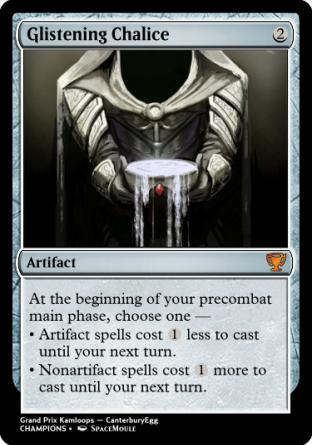 Glistening Chalice 2
Artifact
At the beginning of your precombat
main phase, choose one —
• Artifact spells cost 1 less to cast
until your next turn.
• Nonartifact spells cost 1 more to
cast until your next turn.
Grand Prix Kamloops — CanterburyEgg
CHAMPIONS • SpaceMoule